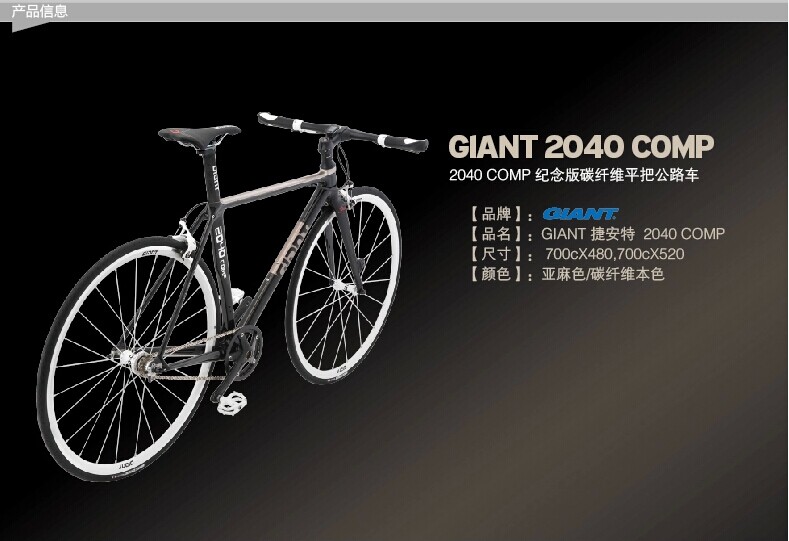 产品信息
GIANT 2040 COMP
2040 COMP 纪念版碳纤维平把公路车
【品牌】：GIANT
【品名】：GIANT 捷安特 2040 COMP
【尺寸】： 700cX480,700cX520
【颜色】：亚麻色/碳纤维本色
GIANT